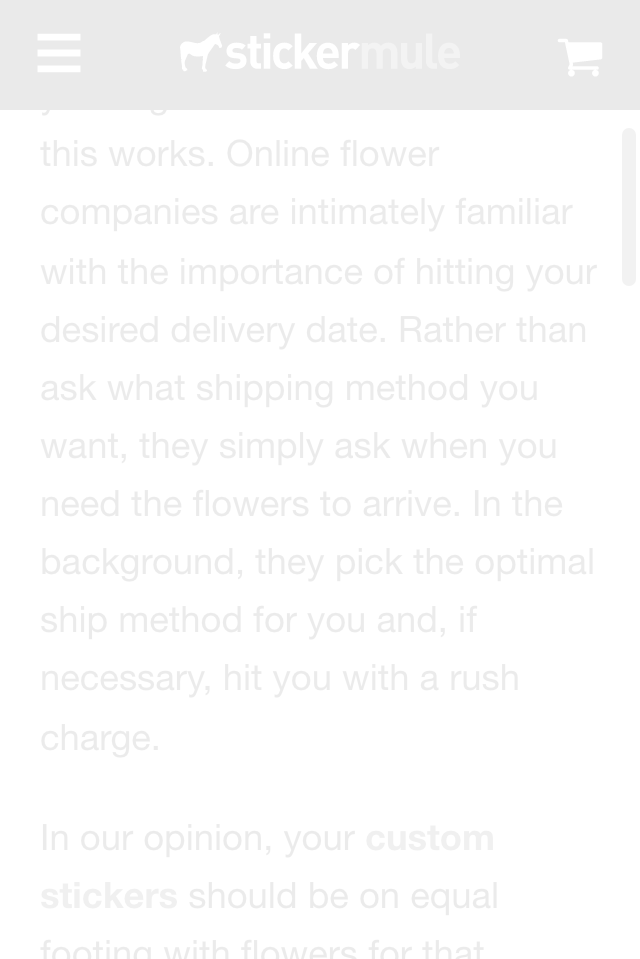 stickermule
this works. Online flower
companies are intimately familiar
with the importance of hitting your
desired delivery date. Rather than
ask what shipping method you
want, they simply ask when you
need the flowers to arrive. In the
background, they pick the optimal
ship method for you and, if
necessary, hit you with a rush
charge.
In our opinion, your custom
stickers should be on equal
footing with flowers for that